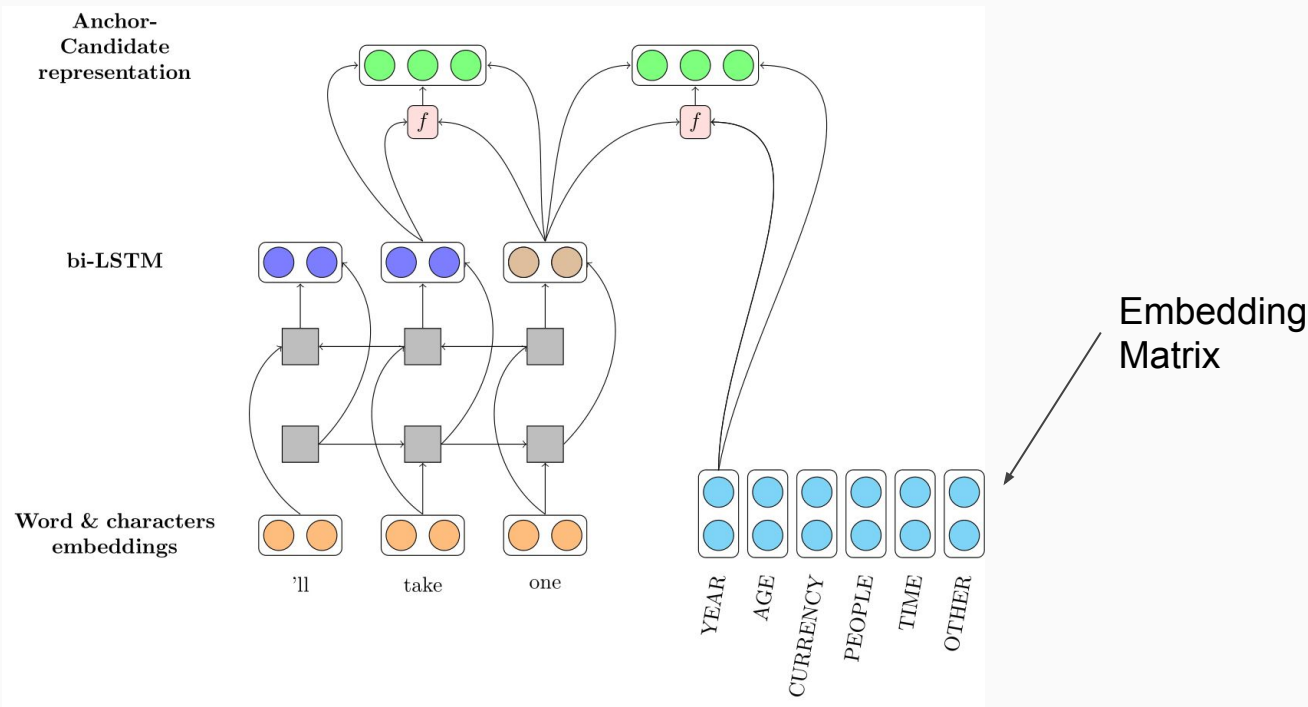 Anchor-
Candidate
representation
f
f
bi-LSTM
Embedding
Matrix
Word & characters
embeddings
'll
take
one
YEAR
AGE
CURRENCY
PEOPLE
TIME
OTHER